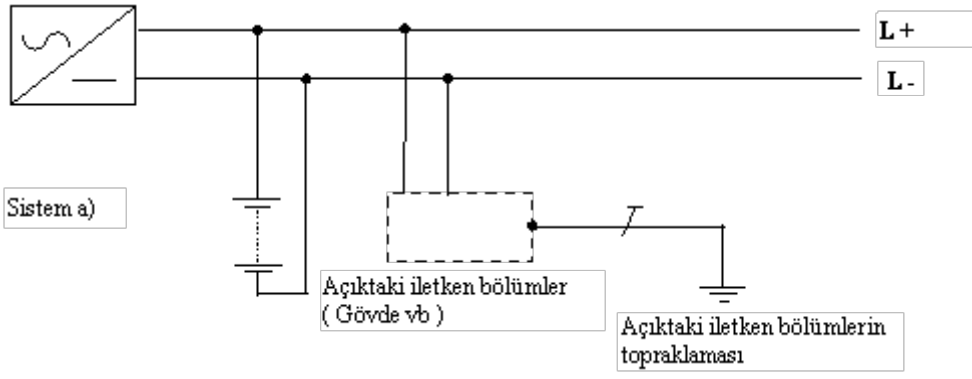 L +
L -
Sistem a)
Açıktaki iletken bölümler
( Gövde vb )
Açıktaki iletken bölümlerin
topraklaması